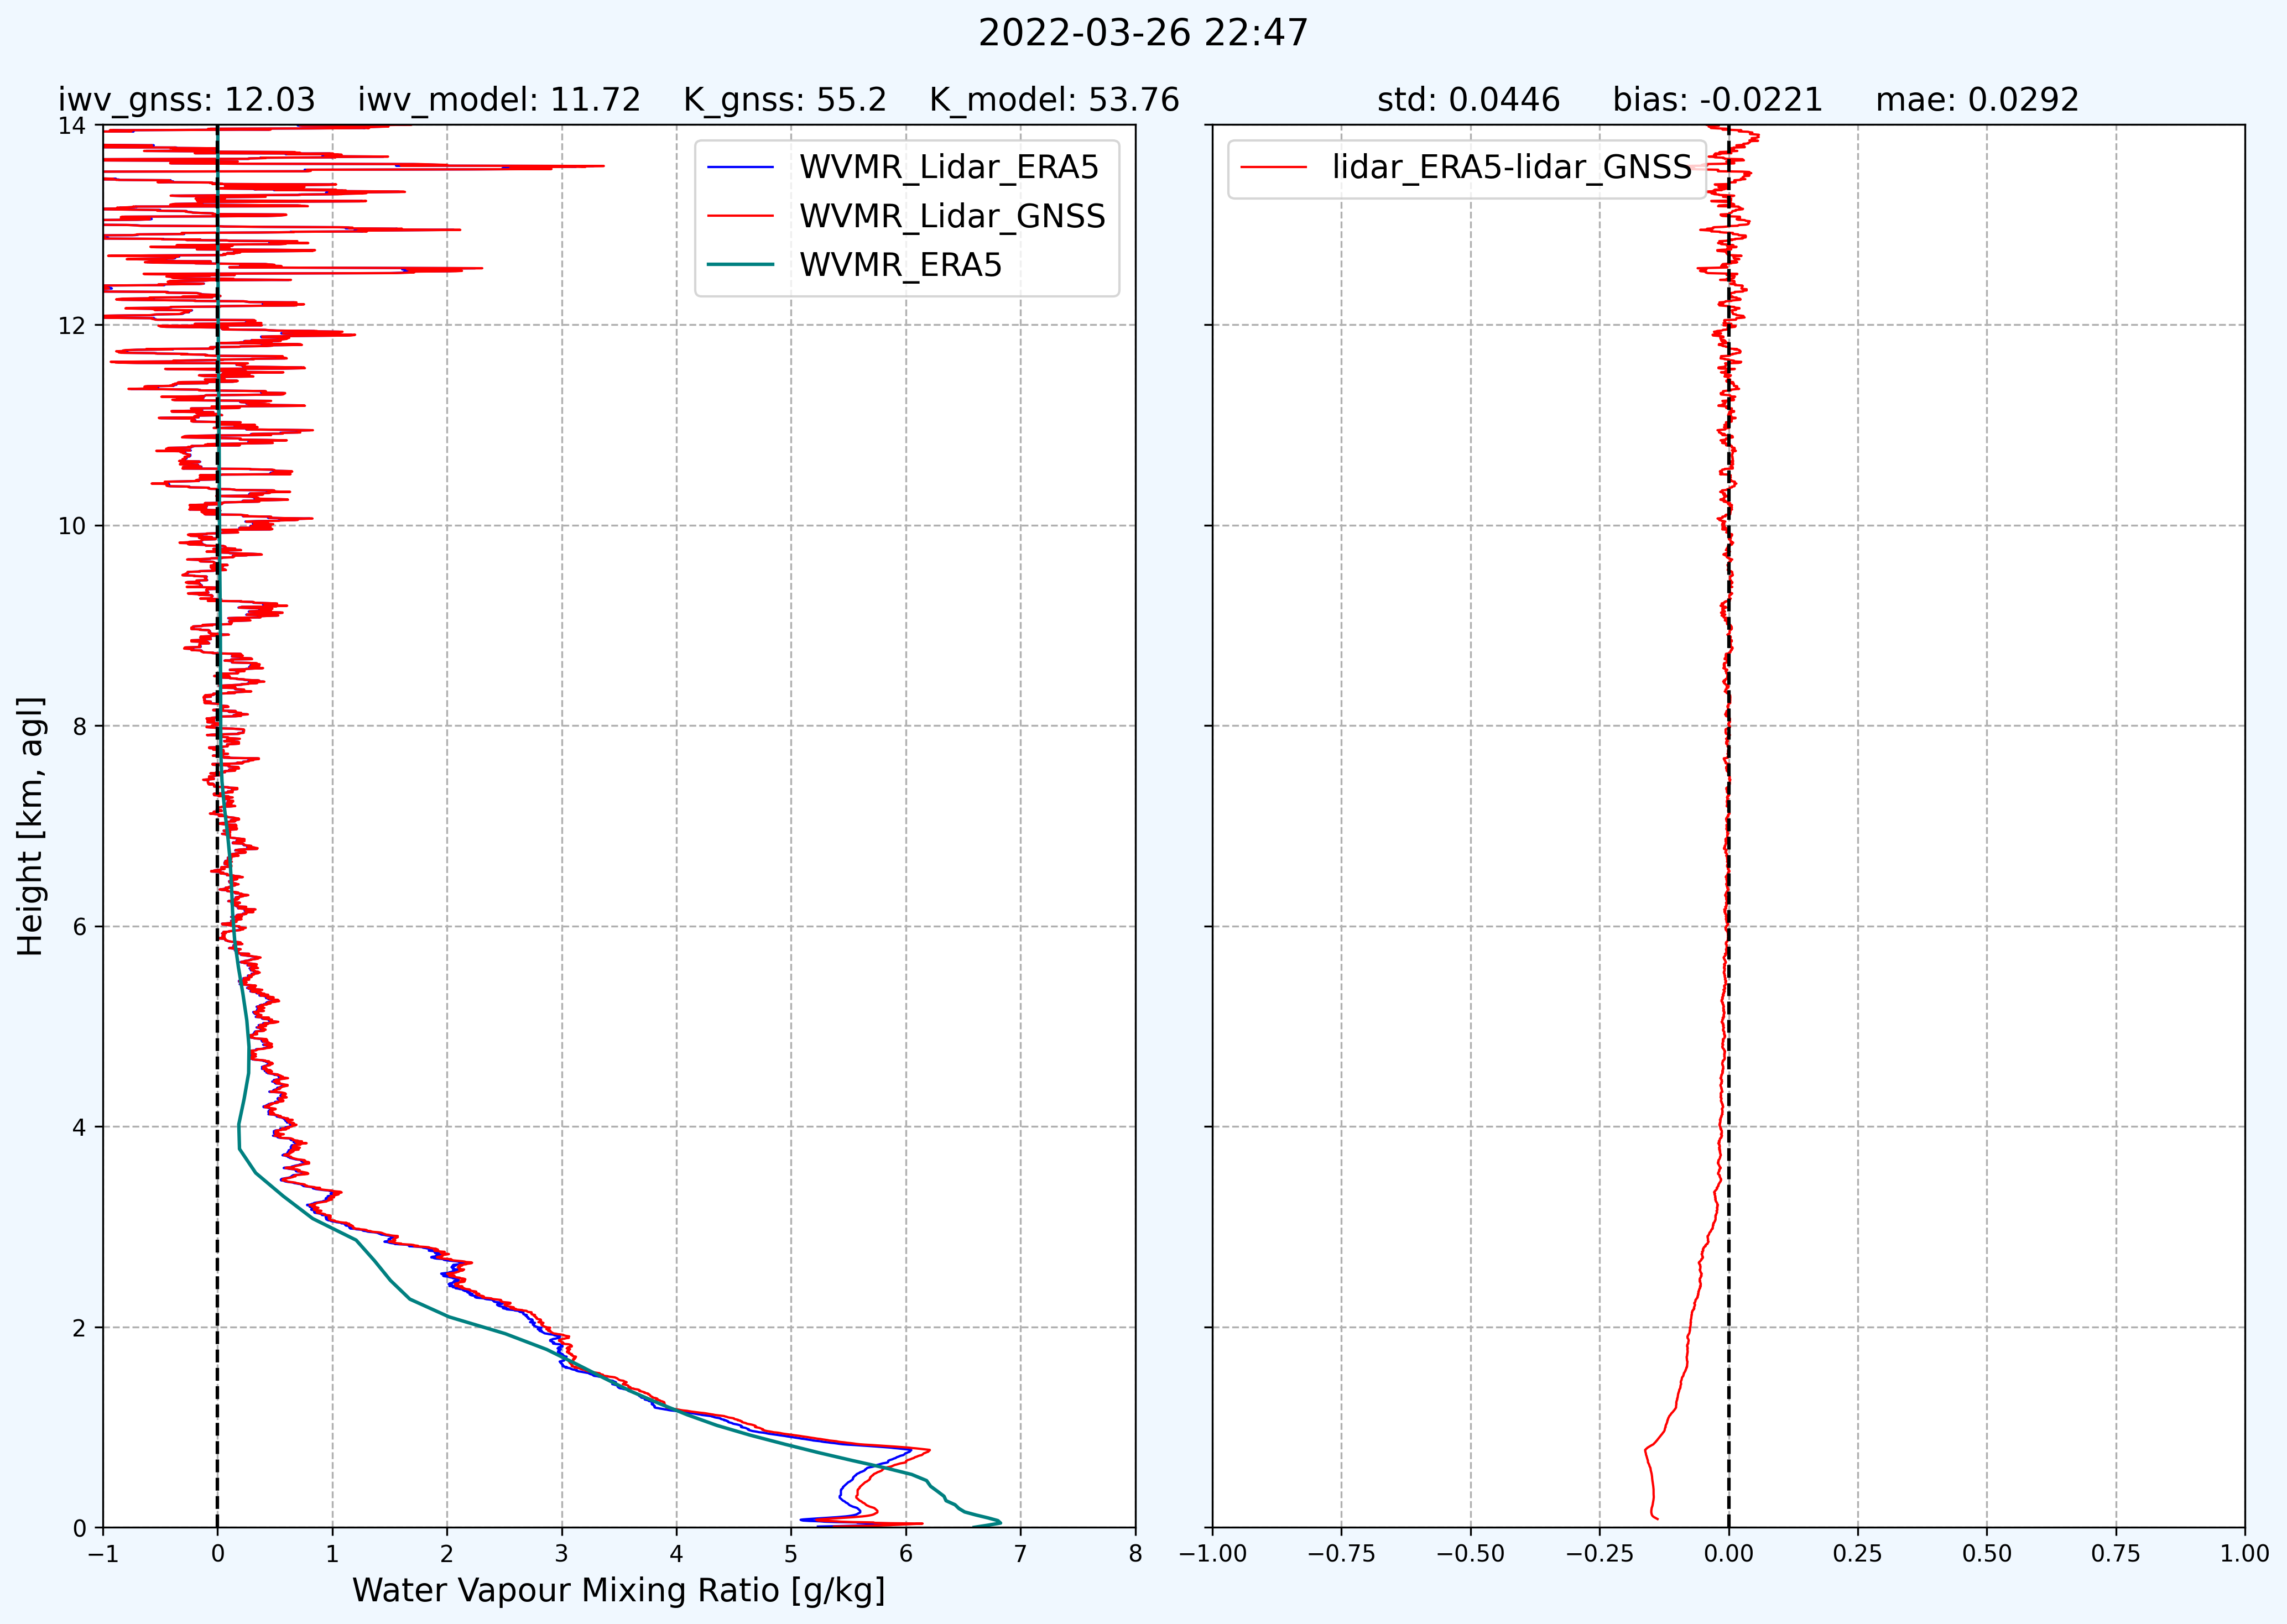 2022-03-26 22:47
iwv_gnss: 12.03 iwv_model: 11.72 K_gnss: 55.2 K_model: 53.76
std: 0.0446 bias: -0.0221 mae: 0.0292
WVMR_Lidar_ERA5
WVMR_Lidar_GNSS
WVMR_ERA5
lidar_ERA5-lidar_GNSS
Height [km, agl]
14
12
10
8
6
4
2
0
−1 0 1 2 3 4 5 6 7 8
Water Vapour Mixing Ratio [g/kg]
−1.00 −0.75 −0.50 −0.25 0.00 0.25 0.50 0.75 1.00